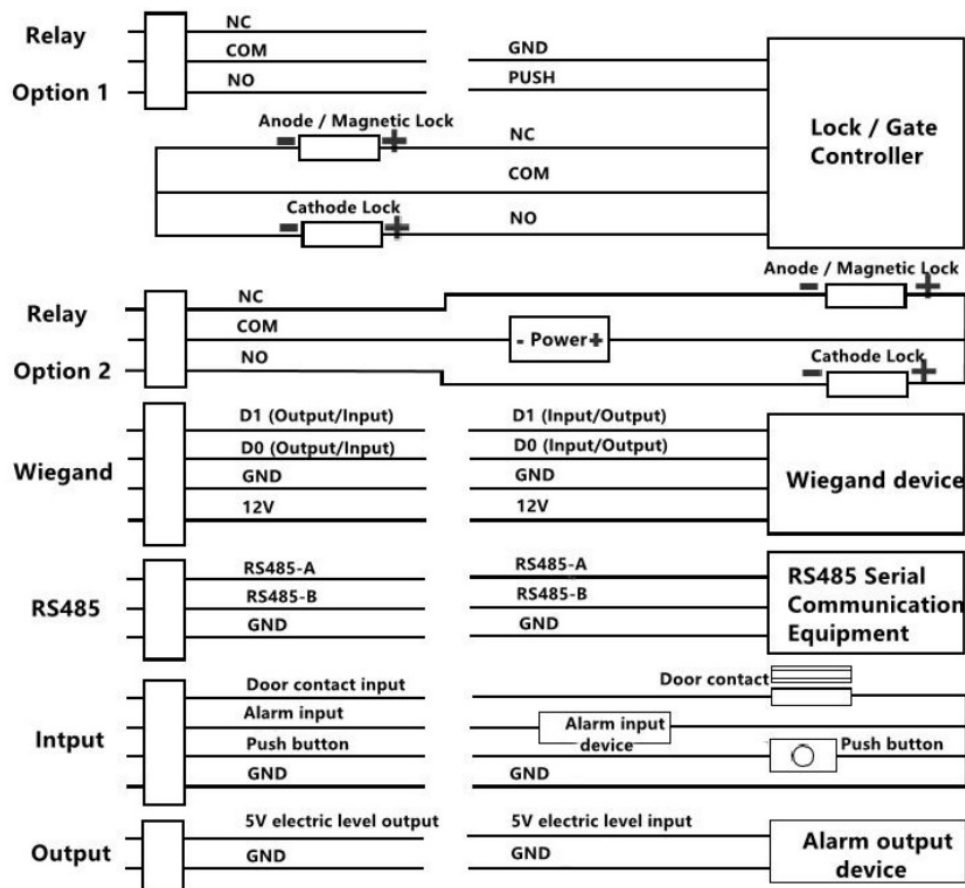 Relay
Option 1
NC
COM
NO
GND
PUSH
Lock / Gate
Controller
Anode / Magnetic Lock
- +
NC
COM
Cathode Lock
- +
NO
Relay
Option 2
NC
COM
NO
Anode / Magnetic Lock
- +
- Power+
Cathode Lock
- +
Wiegand
D1 (Output/Input)
D0 (Output/Input)
GND
12V
D1 (Input/Output)
D0 (Input/Output)
GND
12V
Wiegand device
RS485
RS485-A
RS485-B
GND
RS485-A
RS485-B
GND
RS485 Serial
Communication
Equipment
Intput
Door contact input
Alarm input
Push button
GND
Door contact
Alarm input
device
Push button
GND
Output
5V electric level output
GND
5V electric level input
GND
Alarm output
device